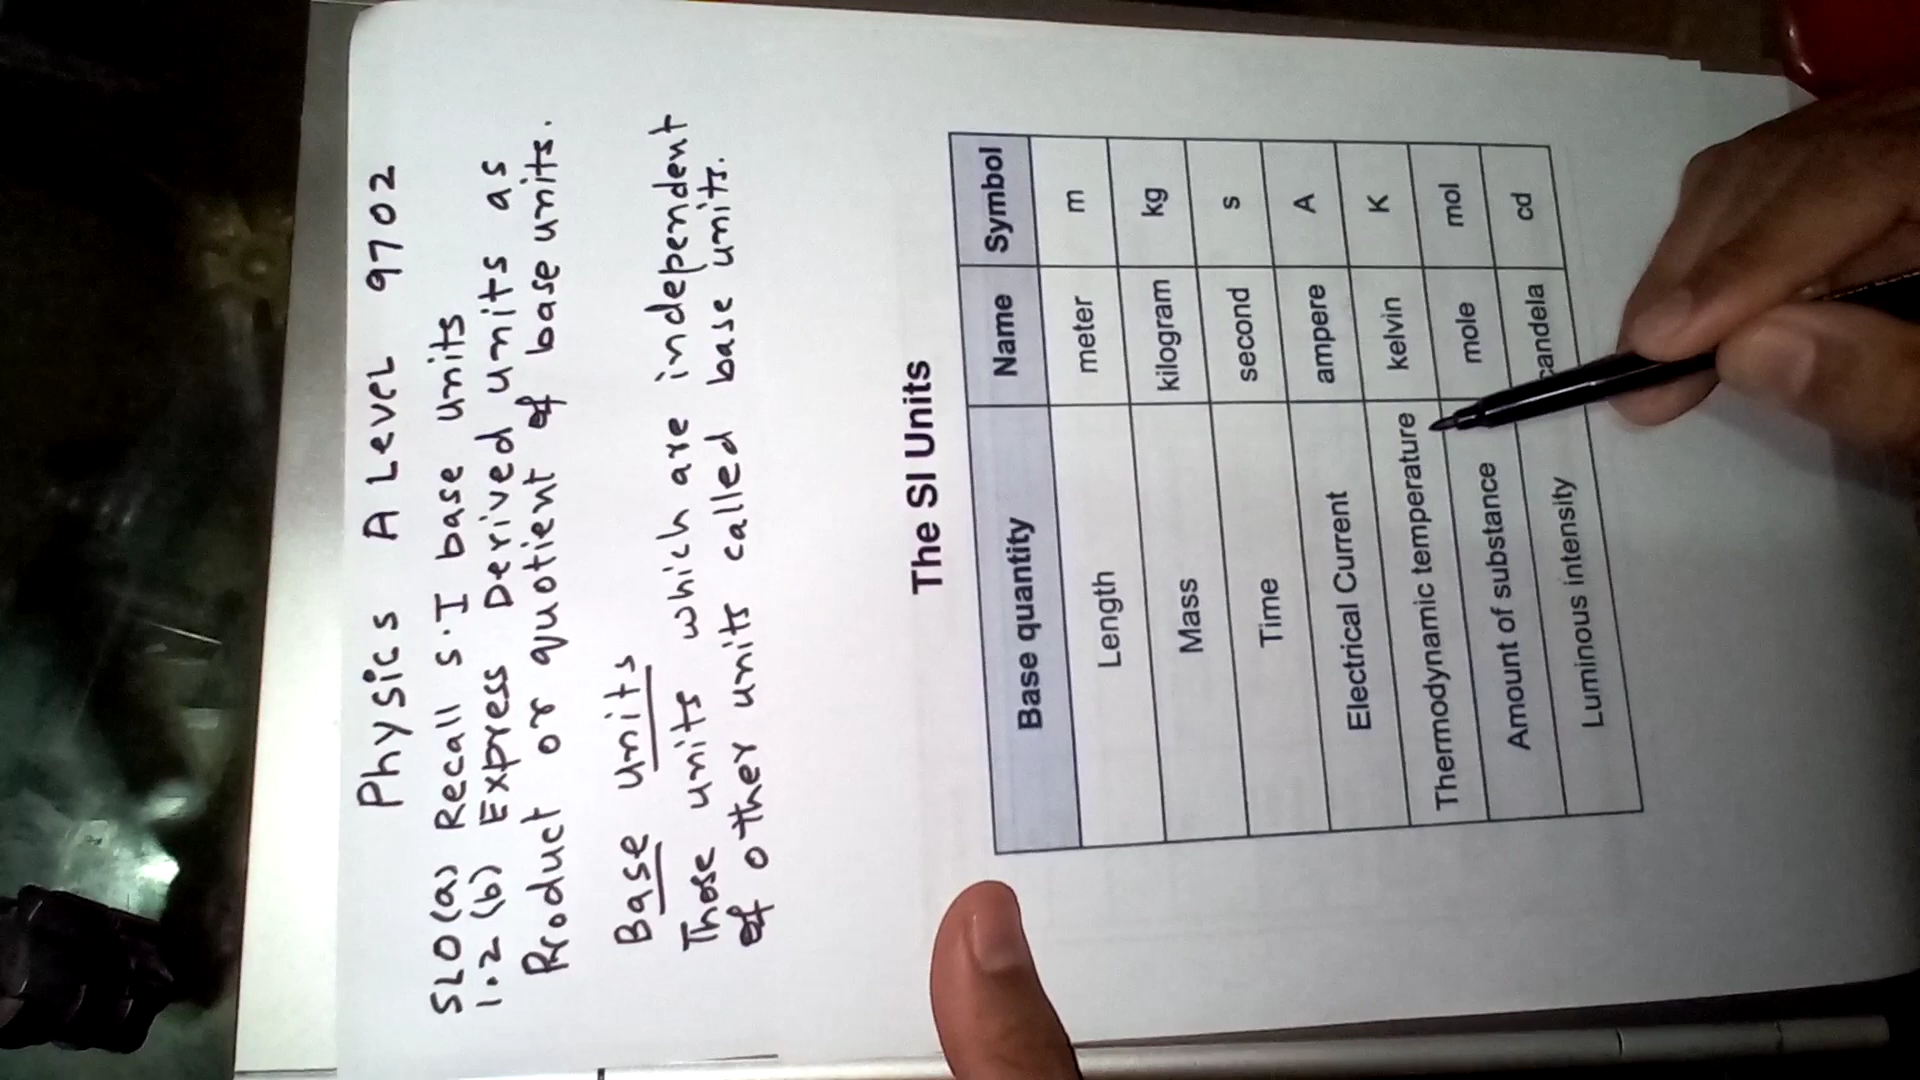 Physics A Level 9702
SLO (a) Recall S.I base units
1.2 (b) Express Derived units as
Product or quotient of base units.
Base units
Those units which are independent
of other units called base units.
The SI Units
Base quantity Name Symbol
Length meter m
Mass kilogram kg
Time second s
Electrical Current ampere A
Thermodynamic temperature kelvin K
Amount of substance mole mol
Luminous intensity candela cd